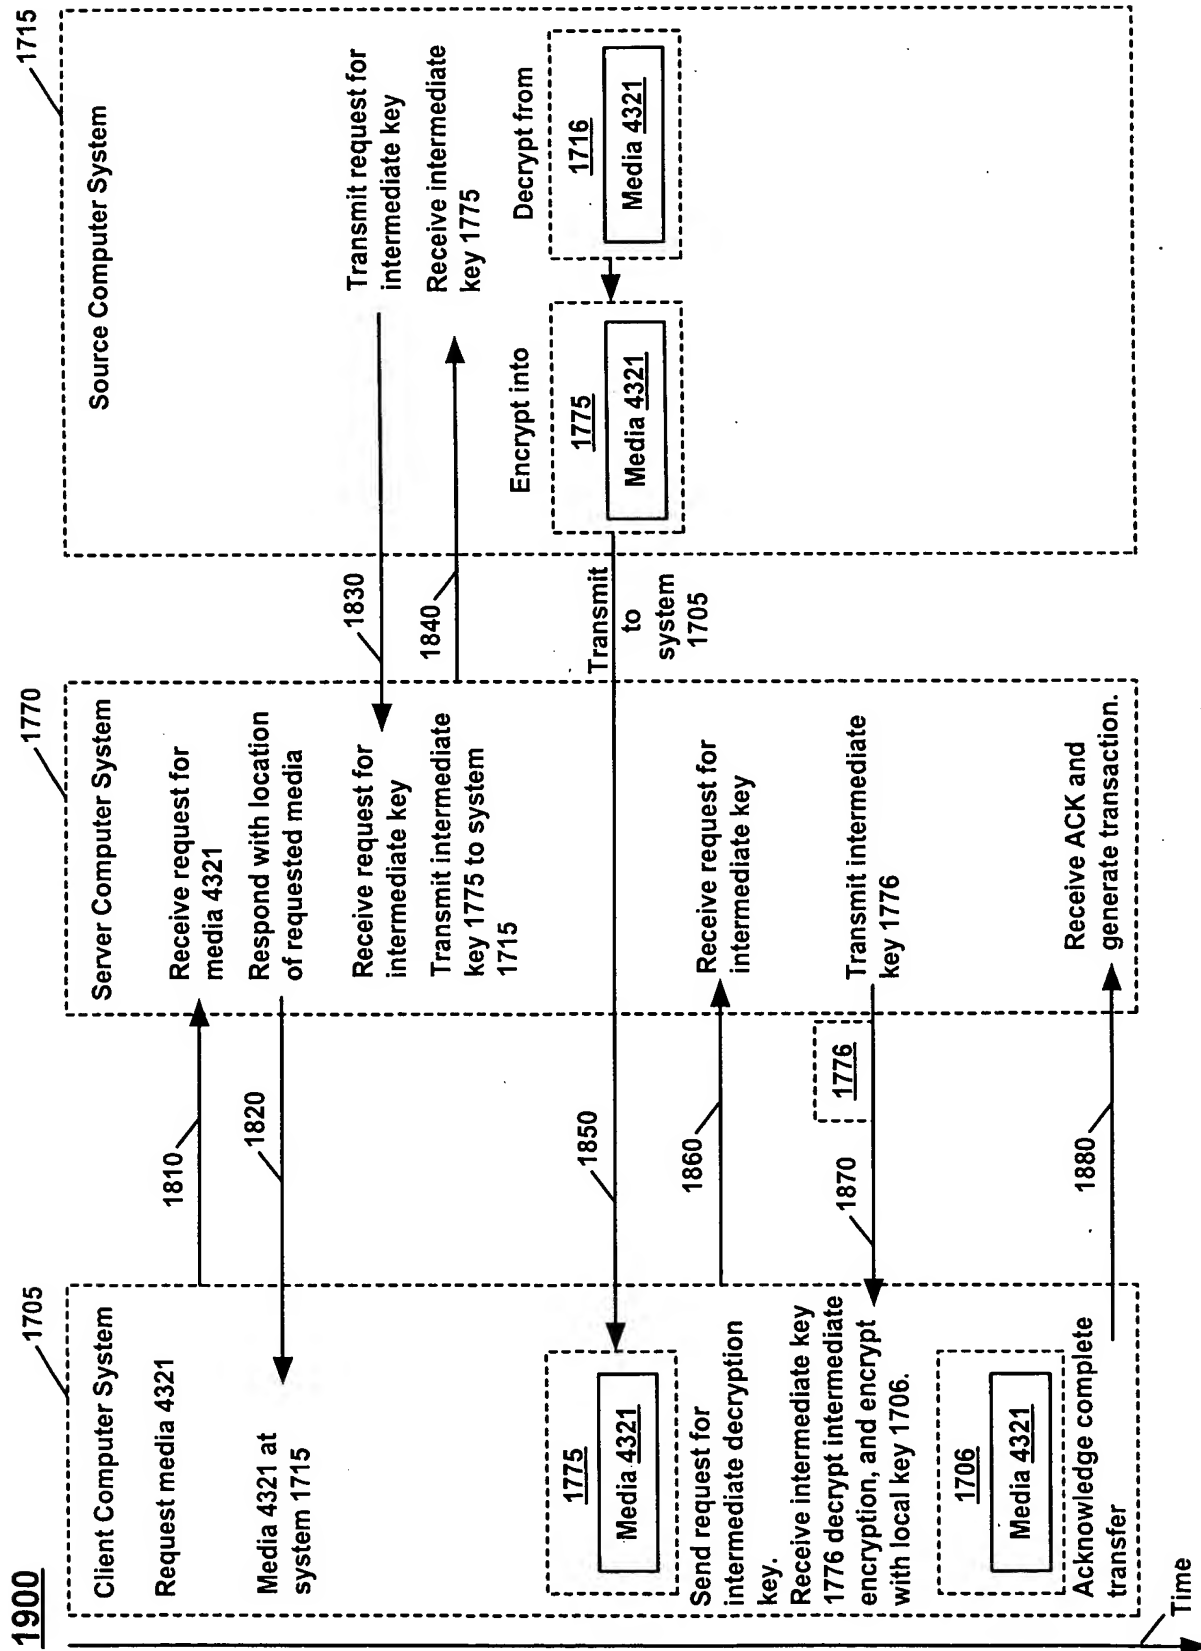 1900
1705
Client Computer System
Request media 4321
Media 4321 at
system 1715
1775
Media 4321
Send request for
intermediate decryption
key.
Receive intermediate key
1776 decrypt intermediate
encryption, and encrypt
with local key 1706.
1706
Media 4321
Acknowledge complete
transfer
Time
1810
1820
1850
1860
1870
1776
1880
1770
Server Computer System
Receive request for
media 4321
Respond with location
of requested media
Receive request for
intermediate key
Transmit intermediate
key 1775 to system
1715
Receive request for
intermediate key
Transmit intermediate
key 1776
Receive ACK and
generate transaction.
1830
1840
Transmit
to
system
1705
1715
Source Computer System
Transmit request for
intermediate key
Receive intermediate
key 1775
Encrypt into
1775
Media 4321
Decrypt from
1716
Media 4321